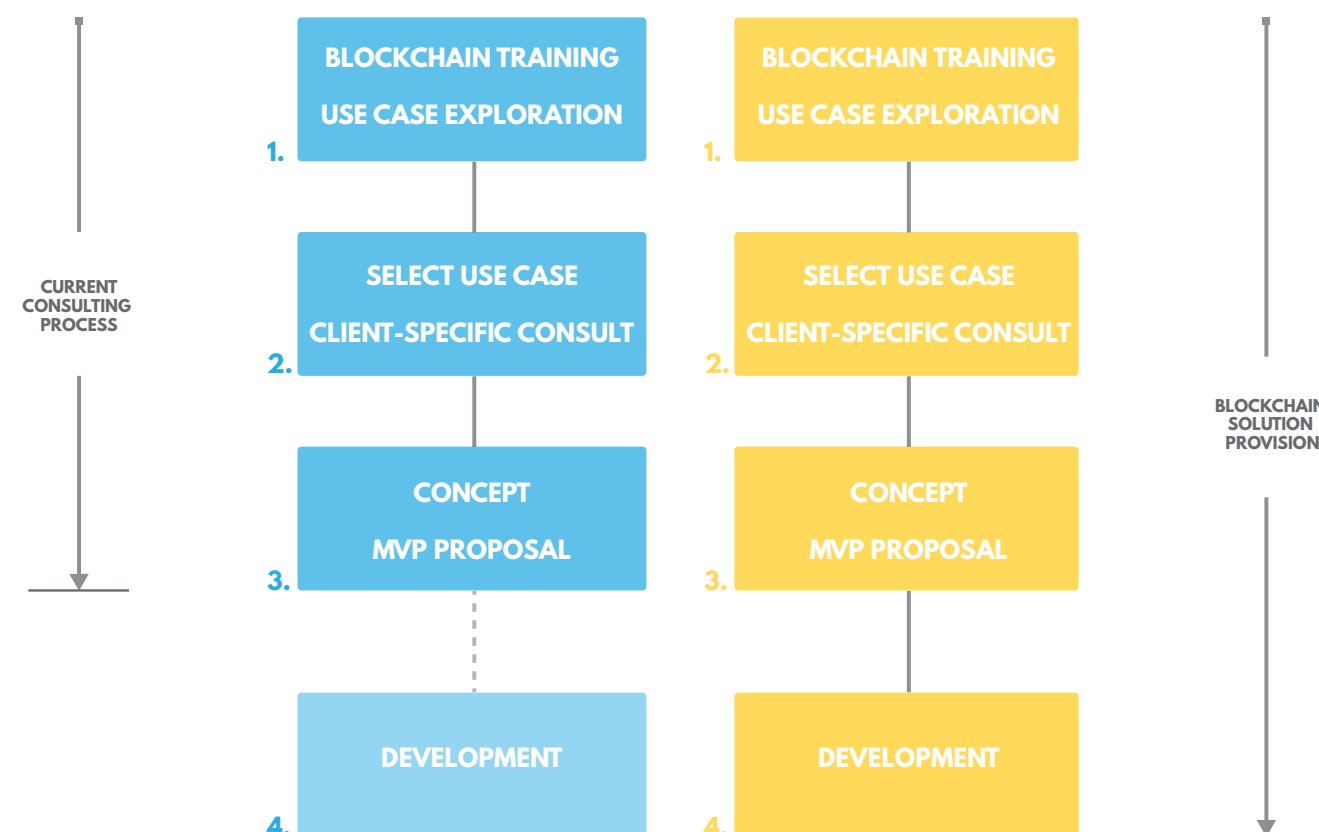 BLOCKCHAIN TRAINING
USE CASE EXPLORATION
1.
BLOCKCHAIN TRAINING
USE CASE EXPLORATION
1.
CURRENT
CONSULTING
PROCESS
SELECT USE CASE
CLIENT-SPECIFIC CONSULT
2.
SELECT USE CASE
CLIENT-SPECIFIC CONSULT
2.
BLOCKCHAIN
SOLUTION
PROVISION
CONCEPT
MVP PROPOSAL
3.
CONCEPT
MVP PROPOSAL
3.
DEVELOPMENT
4.
DEVELOPMENT
4.